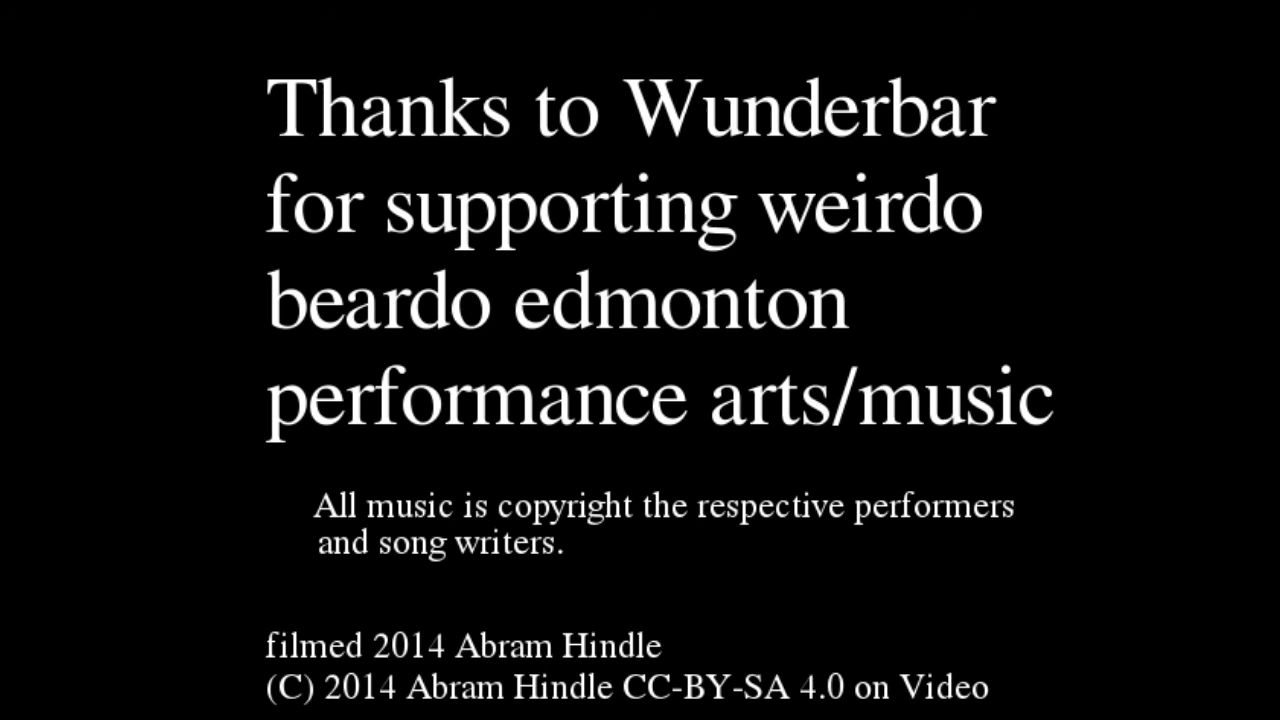 Thanks to Wunderbar
for supporting weirdo
beardo edmonton
performance arts/music
All music is copyright the respective performers
and song writers.
filmed 2014 Abram Hindle
(C) 2014 Abram Hindle CC-BY-SA 4.0 on Video